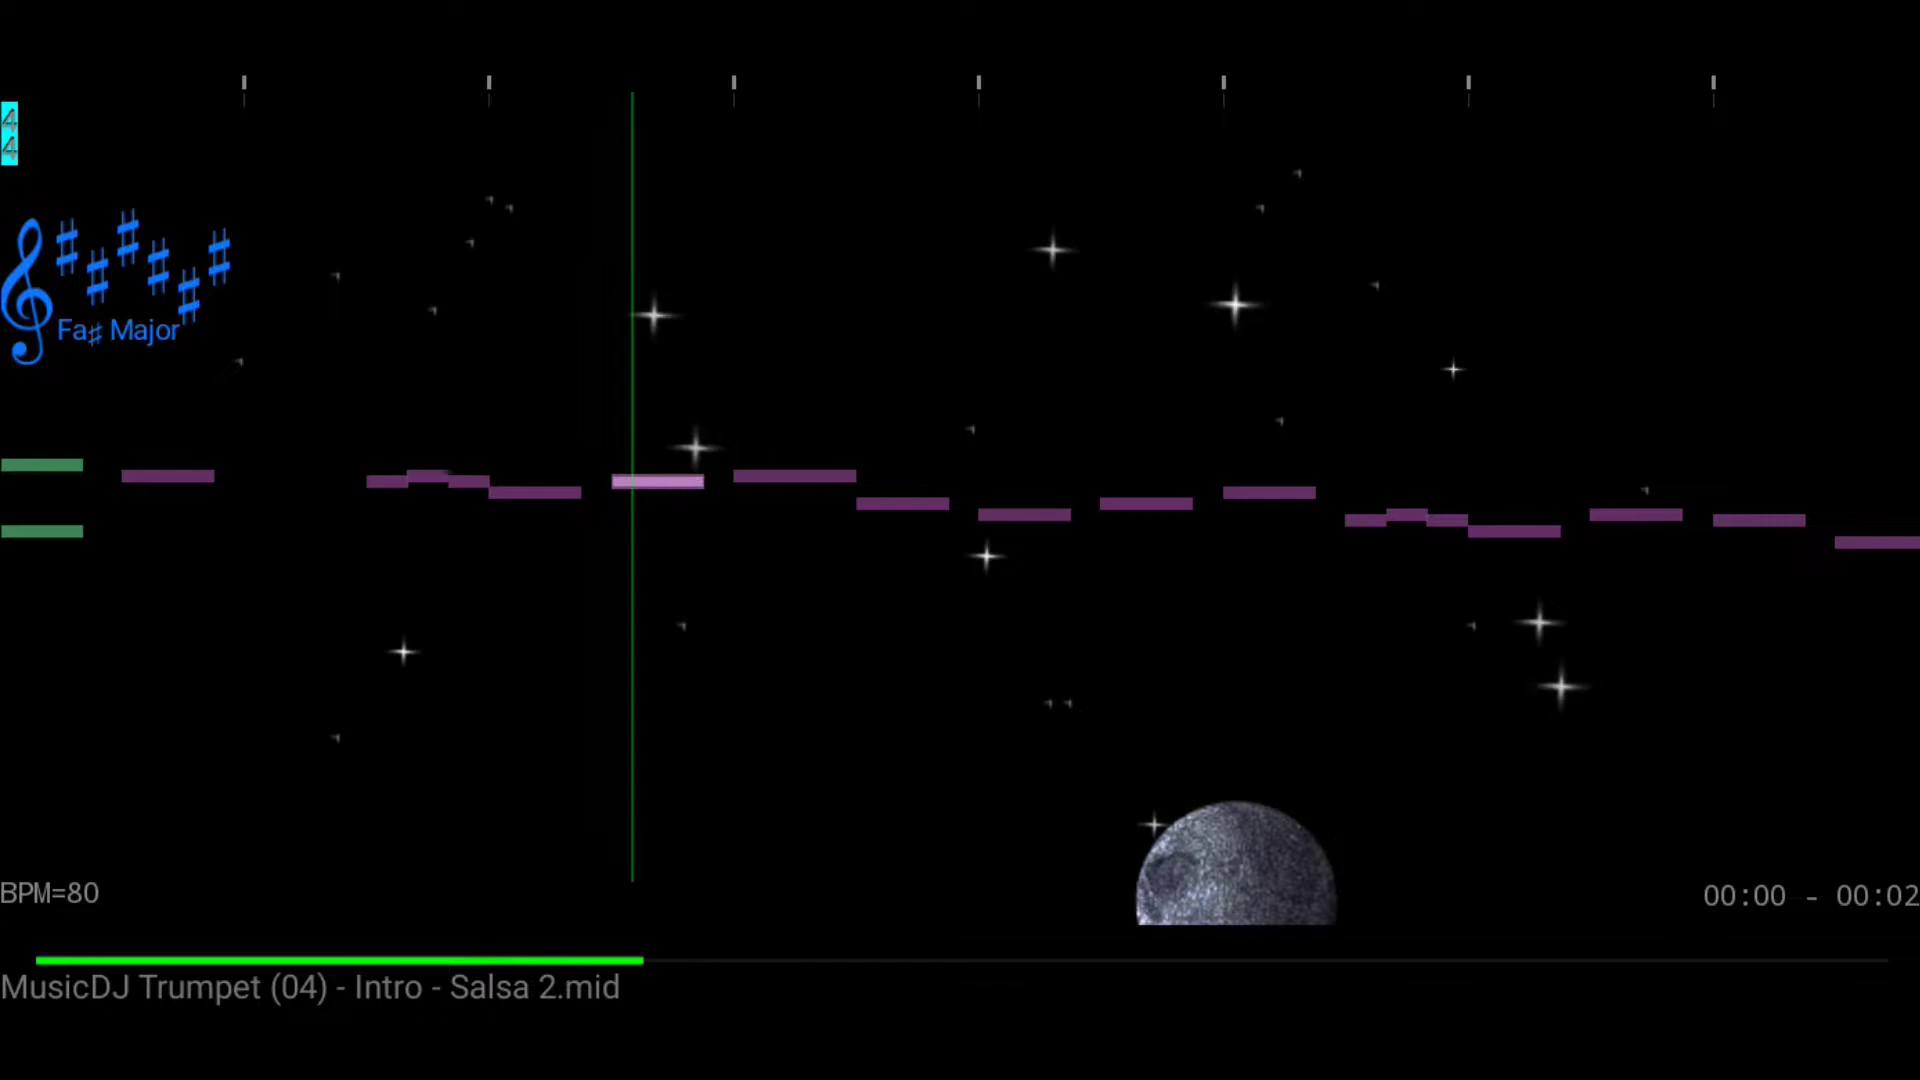 4
4
Fa♯ Major
BPM=80
00:00 - 00:02
MusicDJ Trumpet (04) - Intro - Salsa 2.mid